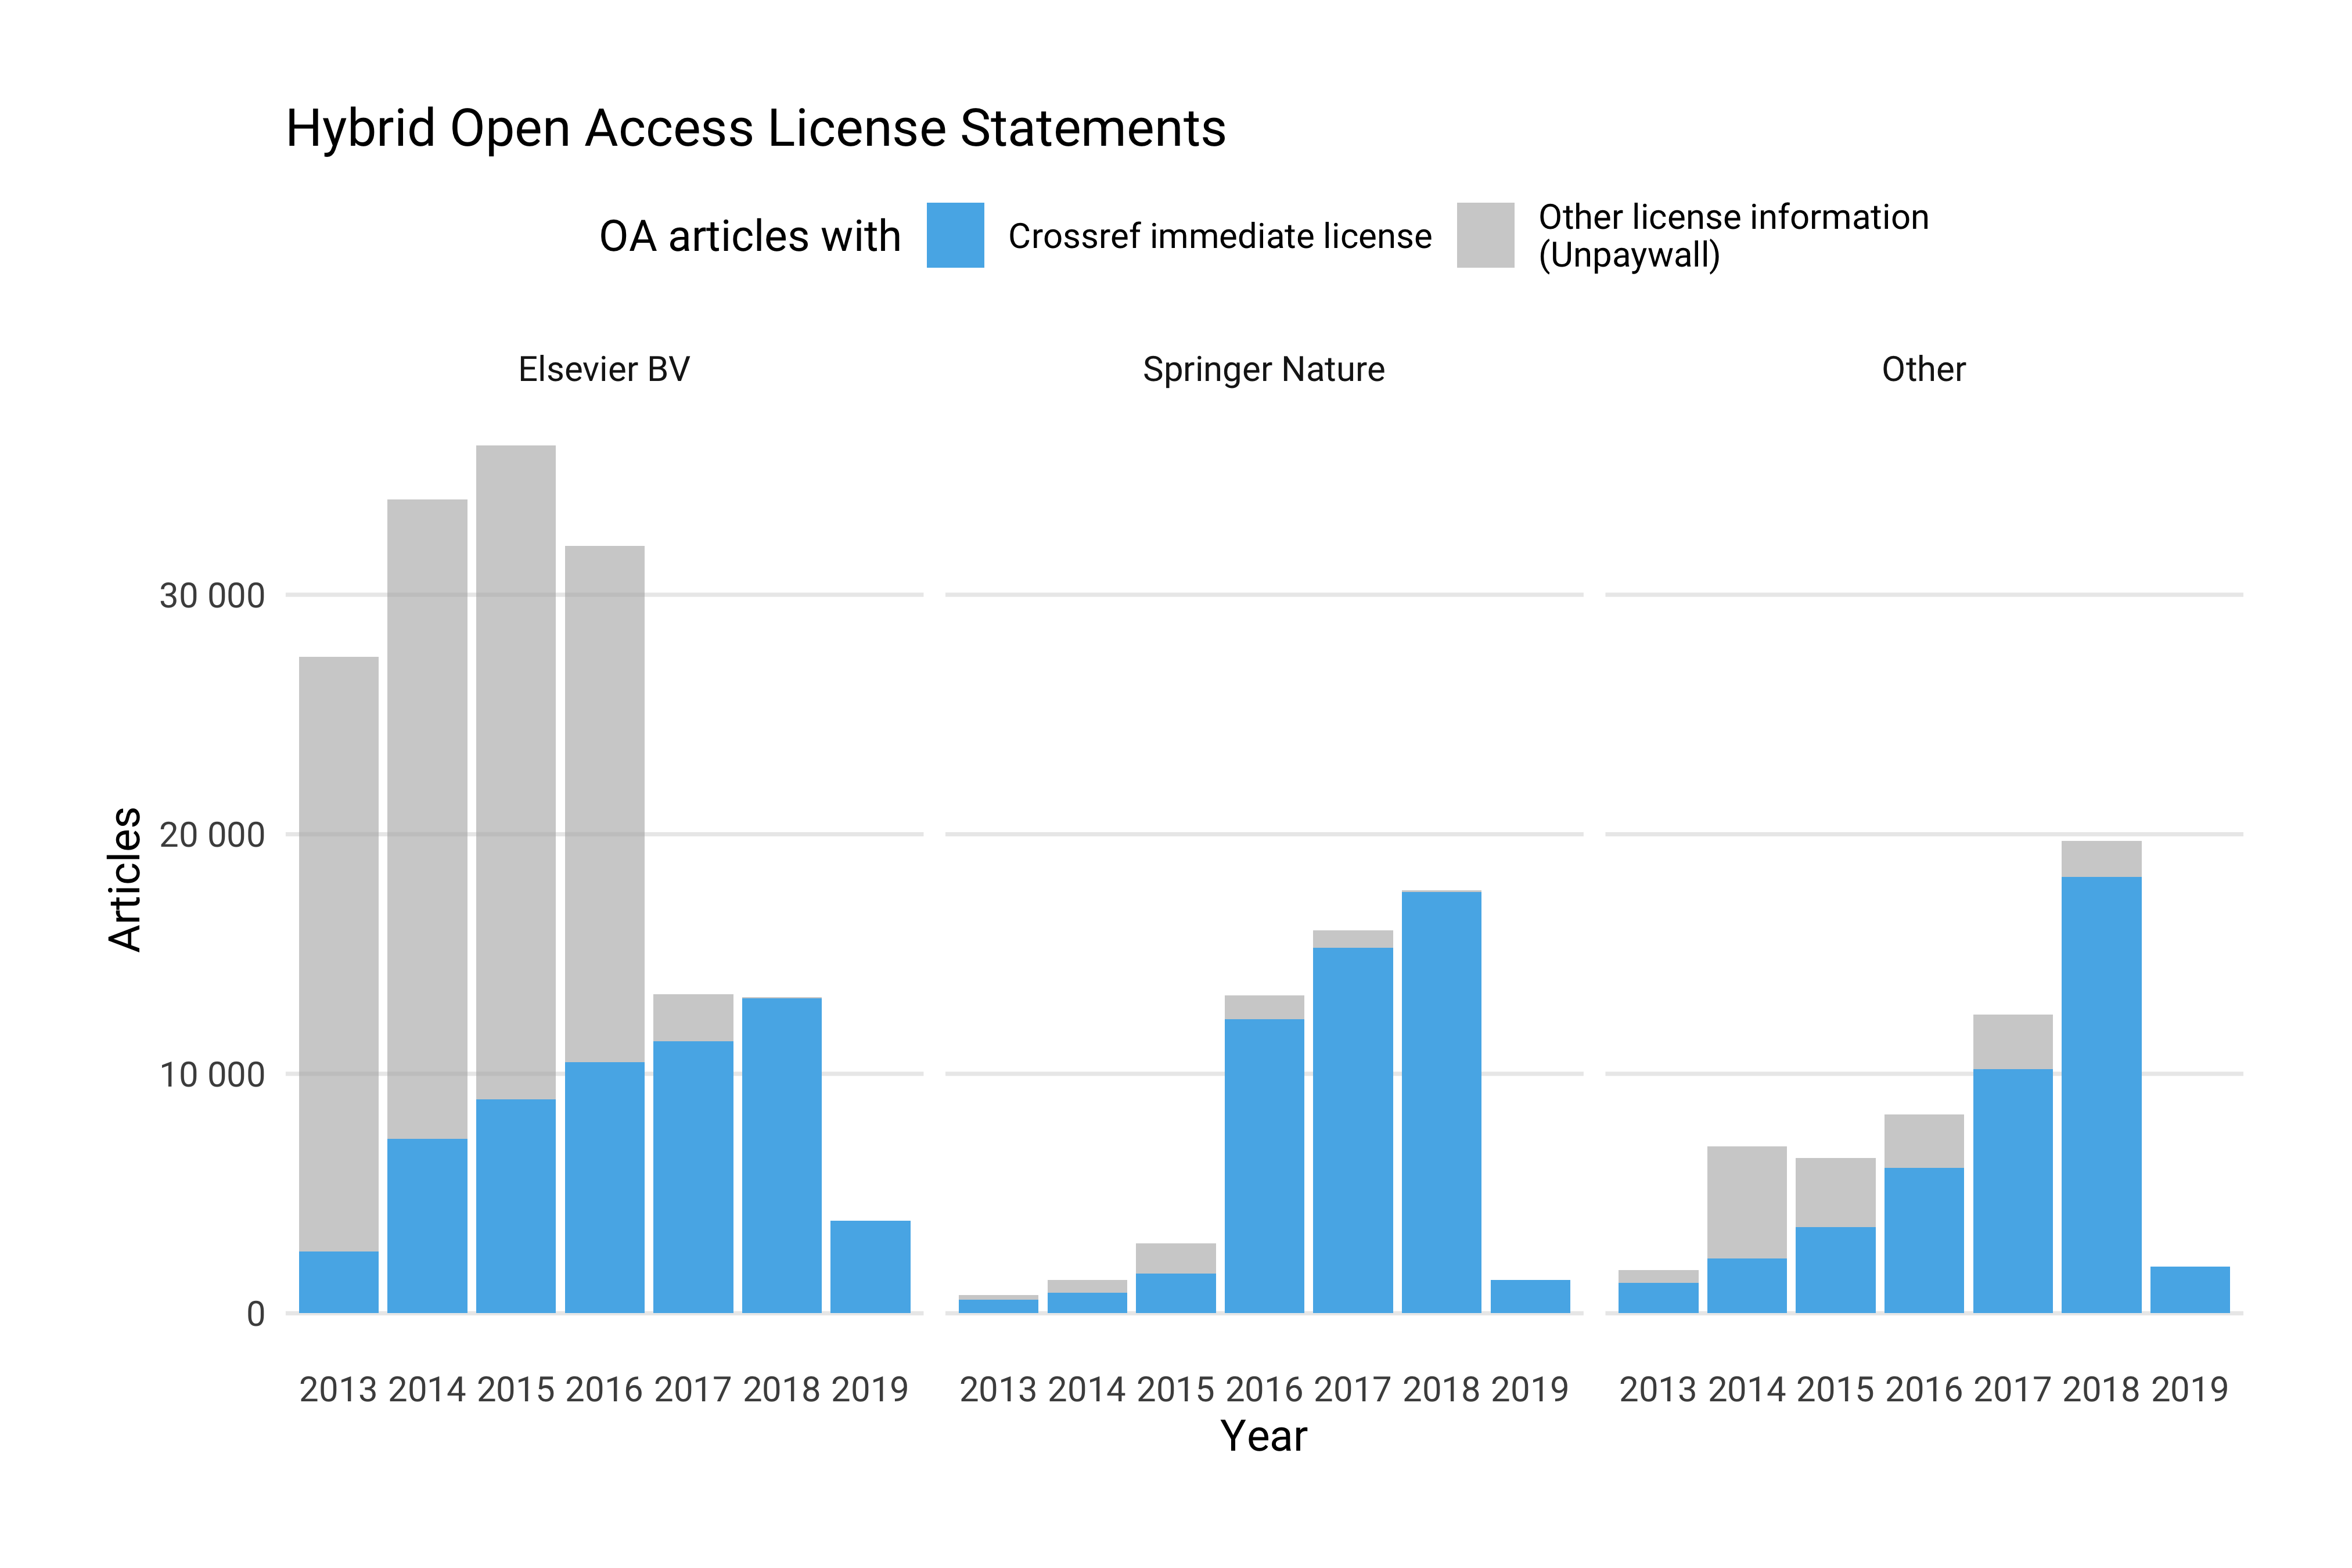 Hybrid Open Access License Statements
OA articles with
Crossref immediate license
Other license information
(Unpaywall)
Elsevier BV
Springer Nature
Other
Articles
30 000
20 000
10 000
0
2013 2014 2015 2016 2017 2018 2019
2013 2014 2015 2016 2017 2018 2019
2013 2014 2015 2016 2017 2018 2019
Year